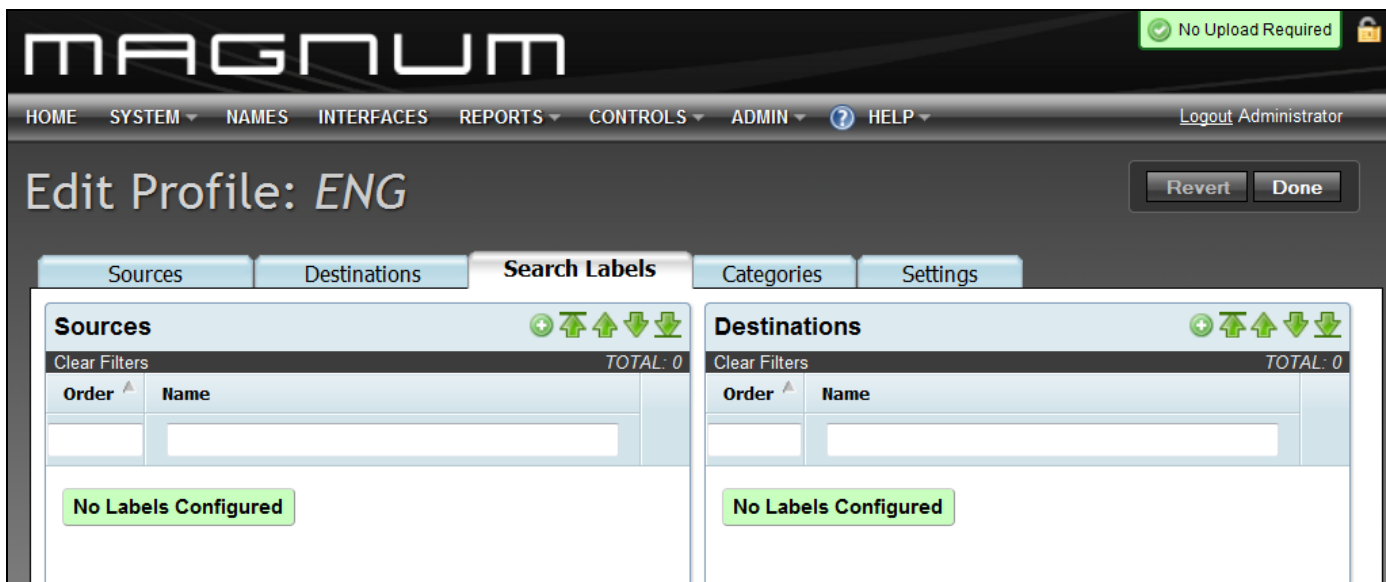 MAGNUM
No Upload Required
HOME SYSTEM NAMES INTERFACES REPORTS CONTROLS ADMIN ? HELP Logout Administrator
Edit Profile: ENG
Revert Done
Sources Destinations Search Labels Categories Settings
Sources
Clear Filters TOTAL: 0
Order Name
No Labels Configured
Destinations
Clear Filters TOTAL: 0
Order Name
No Labels Configured